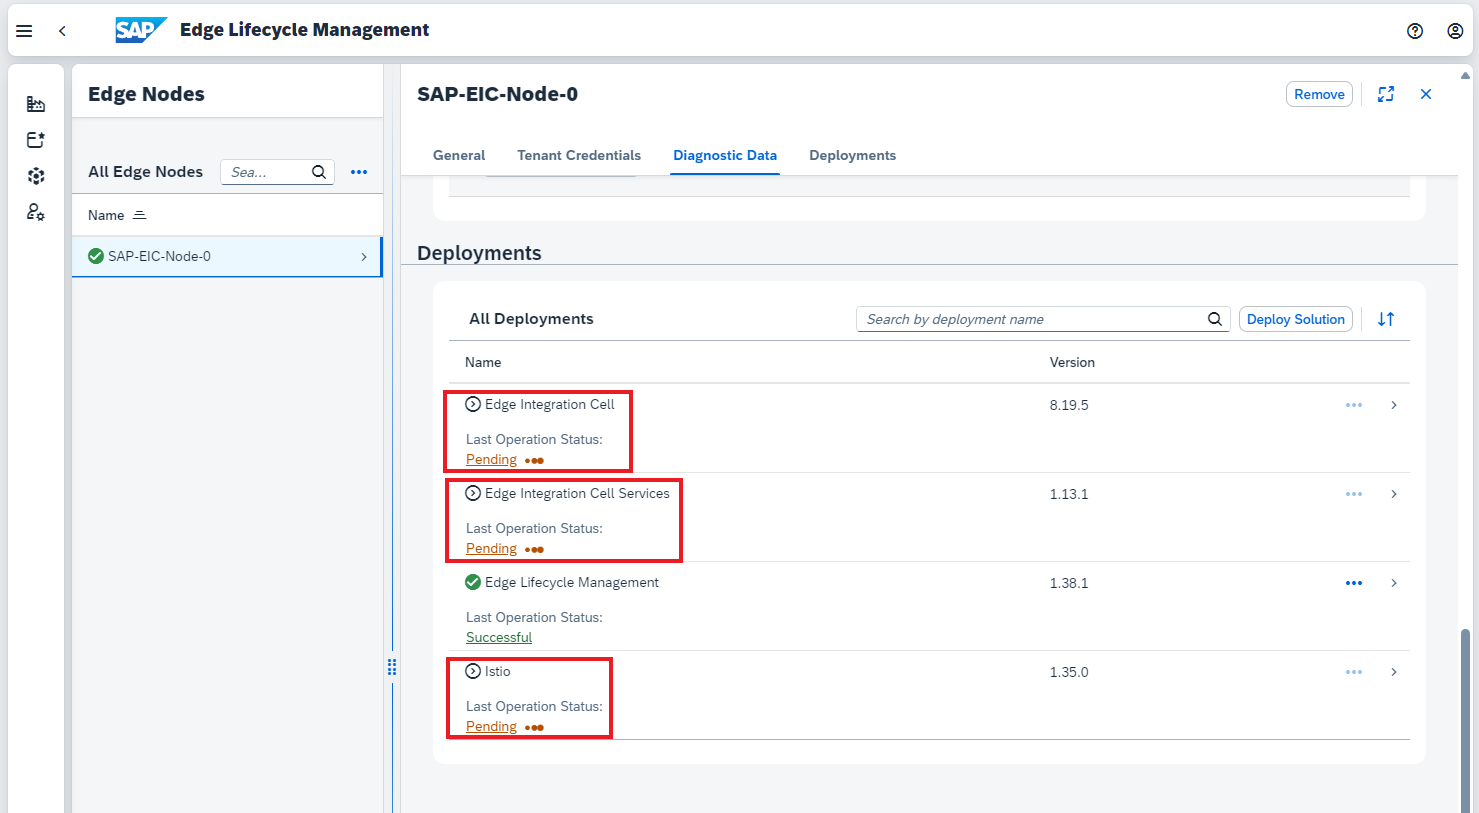 SAP Edge Lifecycle Management
Edge Nodes
All Edge Nodes Sea...
Name
SAP-EIC-Node-0
SAP-EIC-Node-0 Remove
General Tenant Credentials Diagnostic Data Deployments
Deployments
All Deployments Search by deployment name Deploy Solution
Name Version
Edge Integration Cell 8.19.5
Last Operation Status:
Pending
Edge Integration Cell Services 1.13.1
Last Operation Status:
Pending
Edge Lifecycle Management 1.38.1
Last Operation Status:
Successful
Istio 1.35.0
Last Operation Status:
Pending